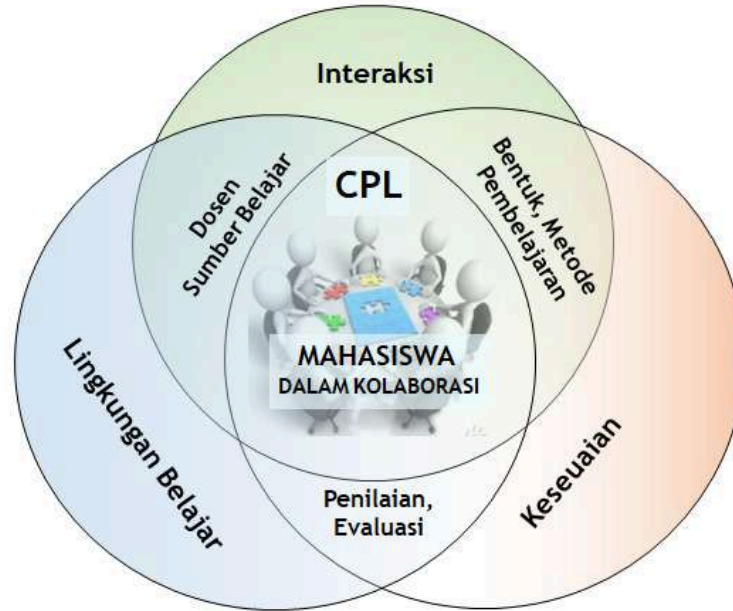 Interaksi
CPL
Dosen
Sumber Belajar
Bentuk, Metode
Pembelajaran
MAHASISWA
DALAM KOLABORASI
Lingkungan Belajar
Keseuaian
Penilaian,
Evaluasi